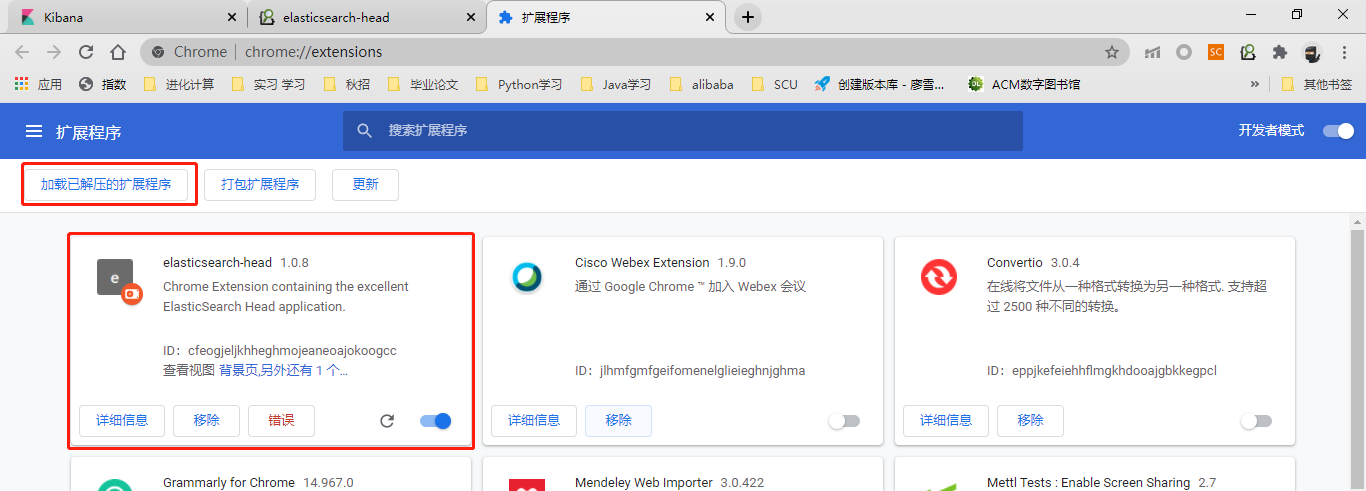 Kibana
elasticsearch-head
扩展程序
Chrome | chrome://extensions
SC
应用 指数 进化计算 实习 学习 秋招 毕业论文 Python学习 Java学习 alibaba SCU 创建版本库 - 廖雪... ACM数字图书馆 » 其他书签
扩展程序 搜索扩展程序 开发者模式
加载已解压的扩展程序 打包扩展程序 更新
e
elasticsearch-head 1.0.8
Chrome Extension containing the excellent
ElasticSearch Head application.
ID：cfeogjeljkhheghmojeaneoajokoogcc
查看视图 背景页,另外还有 1 个...
详细信息 移除 错误
Cisco Webex Extension 1.9.0
通过 Google Chrome ™ 加入 Webex 会议
ID：jlhmfgmfgeifomenelglieieghnjghma
详细信息 移除
Convertio 3.0.4
在线将文件从一种格式转换为另一种格式. 支持超
过 2500 种不同的转换。
ID：eppjkefeiehhflmgkhdooajgbkkegpcl
详细信息 移除
Grammarly for Chrome 14.967.0
Mendeley Web Importer 3.0.422
Mettl Tests : Enable Screen Sharing 2.7